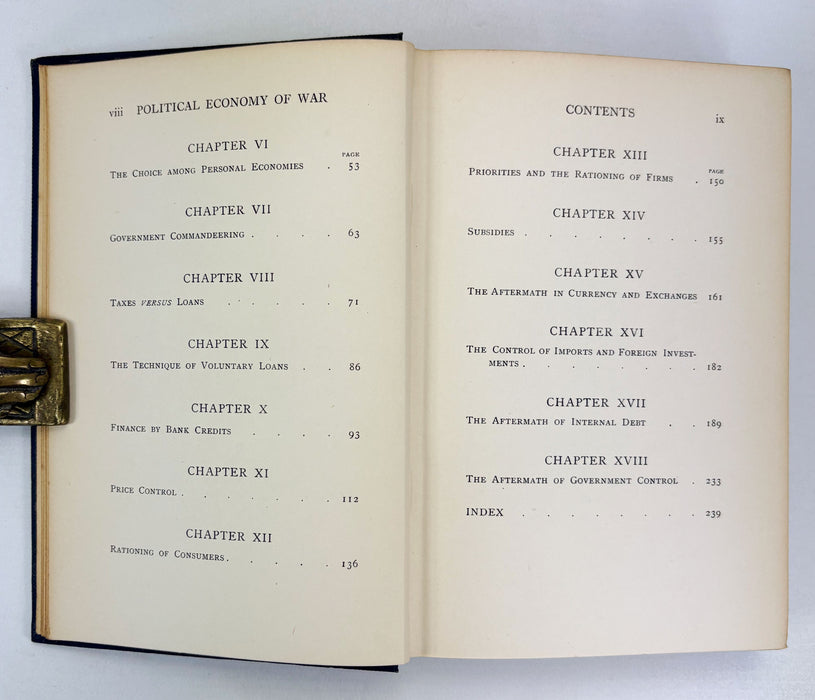 viii POLITICAL ECONOMY OF WAR
CHAPTER VI
PAGE
THE CHOICE AMONG PERSONAL ECONOMIES . 53
CHAPTER VII
GOVERNMENT COMMANDEERING . . . . 63
CHAPTER VIII
TAXES VERSUS LOANS . . . . . 71
CHAPTER IX
THE TECHNIQUE OF VOLUNTARY LOANS . . 86
CHAPTER X
FINANCE BY BANK CREDITS . . . . 93
CHAPTER XI
PRICE CONTROL . . . . . . 112
CHAPTER XII
RATIONING OF CONSUMERS . . . . . 136
CONTENTS ix
CHAPTER XIII
PAGE
PRIORITIES AND THE RATIONING OF FIRMS . 150
CHAPTER XIV
SUBSIDIES . . . . . . . . 155
CHAPTER XV
THE AFTERMATH IN CURRENCY AND EXCHANGES 161
CHAPTER XVI
THE CONTROL OF IMPORTS AND FOREIGN INVEST-
MENTS . . . . . . . . 182
CHAPTER XVII
THE AFTERMATH OF INTERNAL DEBT . . 189
CHAPTER XVIII
THE AFTERMATH OF GOVERNMENT CONTROL . 233
INDEX . . . . . . . . 239